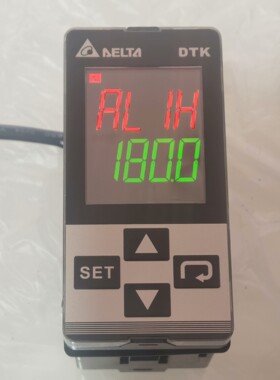 DELTA DTK
AL1H
180.0
SET